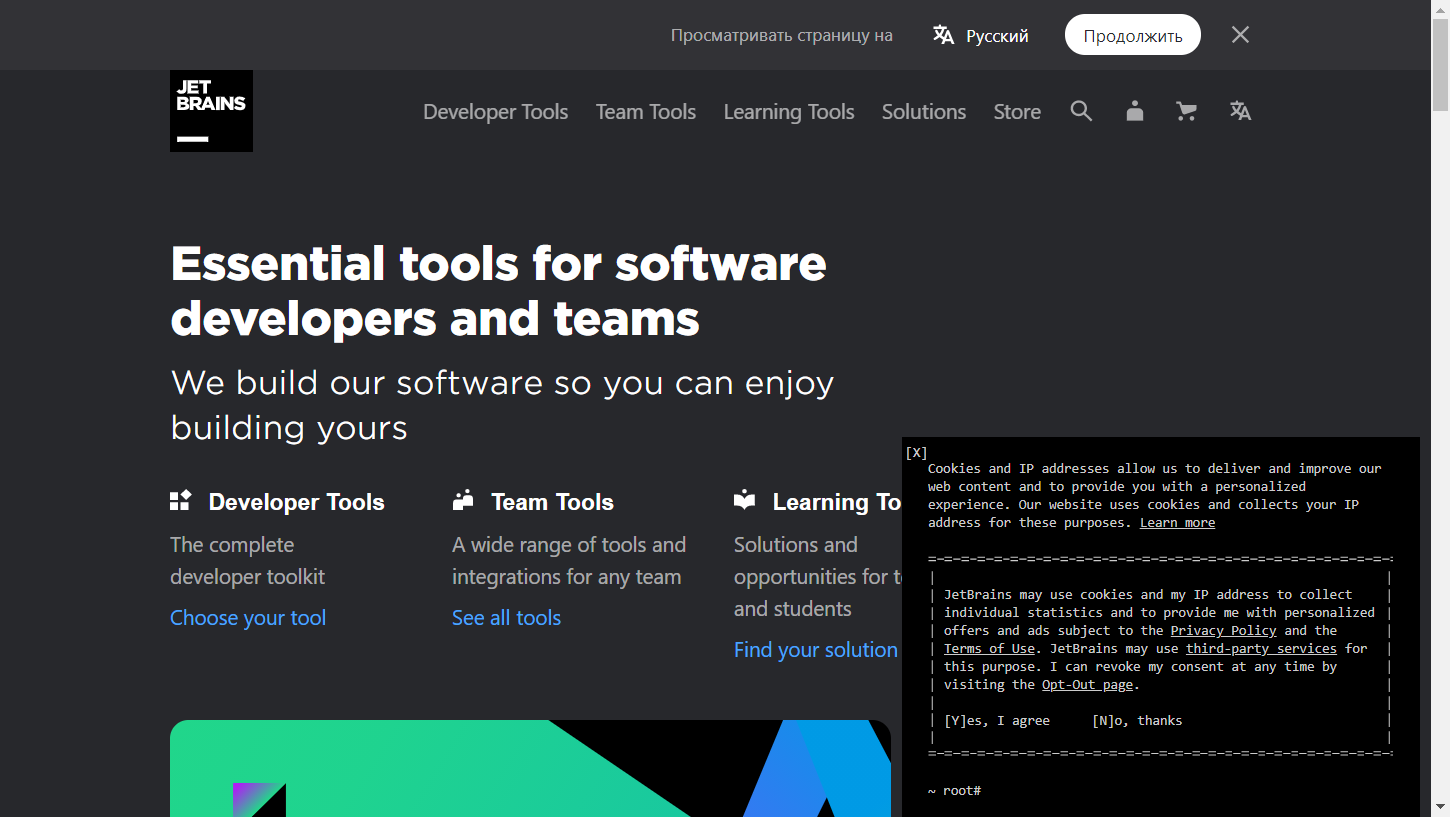 Просматривать страницу на Русский Продолжить
JET
BRAINS
Developer Tools Team Tools Learning Tools Solutions Store
Essential tools for software
developers and teams
We build our software so you can enjoy
building yours
Developer Tools
The complete
developer toolkit
Choose your tool
Team Tools
A wide range of tools and
integrations for any team
See all tools
Learning To
Solutions and
opportunities for t
and students
Find your solution
[X]
Cookies and IP addresses allow us to deliver and improve our
web content and to provide you with a personalized
experience. Our website uses cookies and collects your IP
address for these purposes. Learn more
JetBrains may use cookies and my IP address to collect
individual statistics and to provide me with personalized
offers and ads subject to the Privacy Policy and the
Terms of Use. JetBrains may use third-party services for
this purpose. I can revoke my consent at any time by
visiting the Opt-Out page.
[Y]es, I agree [N]o, thanks
~ root#